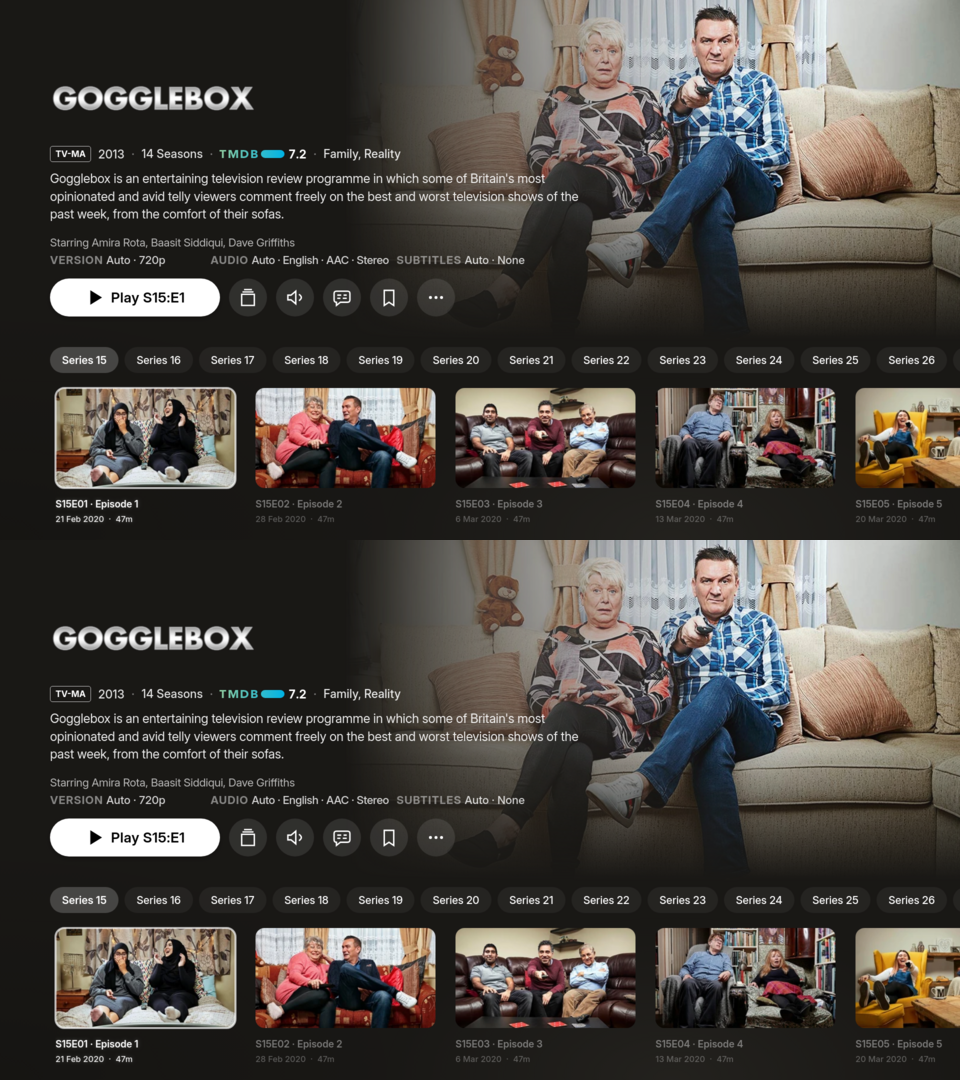 GOGGLEBOX
TV-MA 2013 · 14 Seasons · TMDB 7.2 · Family, Reality
Gogglebox is an entertaining television review programme in which some of Britain's most
opinionated and avid telly viewers comment freely on the best and worst television shows of the
past week, from the comfort of their sofas.
Starring Amira Rota, Baasit Siddiqui, Dave Griffiths
VERSION Auto · 720p AUDIO Auto · English · AAC · Stereo SUBTITLES Auto · None
Play S15:E1
Series 15 Series 16 Series 17 Series 18 Series 19 Series 20 Series 21 Series 22 Series 23 Series 24 Series 25 Series 26
S15E01 · Episode 1 S15E02 · Episode 2 S15E03 · Episode 3 S15E04 · Episode 4 S15E05 · Episode 5
21 Feb 2020 · 47m 28 Feb 2020 · 47m 6 Mar 2020 · 47m 13 Mar 2020 · 47m 20 Mar 2020 · 47m
GOGGLEBOX
TV-MA 2013 · 14 Seasons · TMDB 7.2 · Family, Reality
Gogglebox is an entertaining television review programme in which some of Britain's most
opinionated and avid telly viewers comment freely on the best and worst television shows of the
past week, from the comfort of their sofas.
Starring Amira Rota, Baasit Siddiqui, Dave Griffiths
VERSION Auto · 720p AUDIO Auto · English · AAC · Stereo SUBTITLES Auto · None
Play S15:E1
Series 15 Series 16 Series 17 Series 18 Series 19 Series 20 Series 21 Series 22 Series 23 Series 24 Series 25 Series 26
S15E01 · Episode 1 S15E02 · Episode 2 S15E03 · Episode 3 S15E04 · Episode 4 S15E05 · Episode 5
21 Feb 2020 · 47m 28 Feb 2020 · 47m 6 Mar 2020 · 47m 13 Mar 2020 · 47m 20 Mar 2020 · 47m